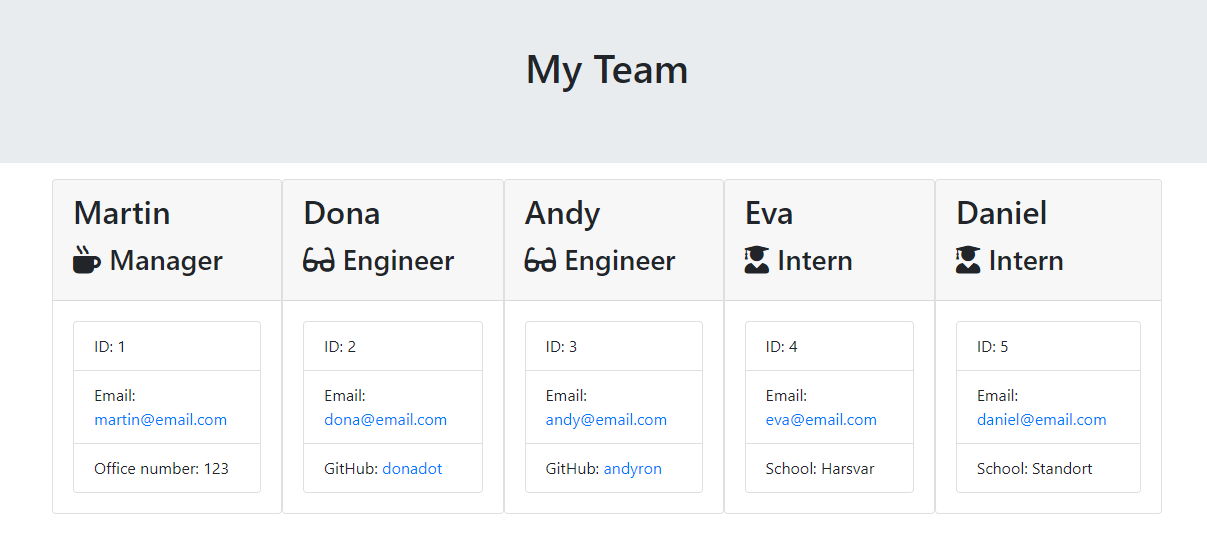 My Team
Martin
Manager
ID: 1
Email:
martin@email.com
Office number: 123
Dona
Engineer
ID: 2
Email:
dona@email.com
GitHub: donadot
Andy
Engineer
ID: 3
Email:
andy@email.com
GitHub: andyron
Eva
Intern
ID: 4
Email:
eva@email.com
School: Harsvar
Daniel
Intern
ID: 5
Email:
daniel@email.com
School: Standort